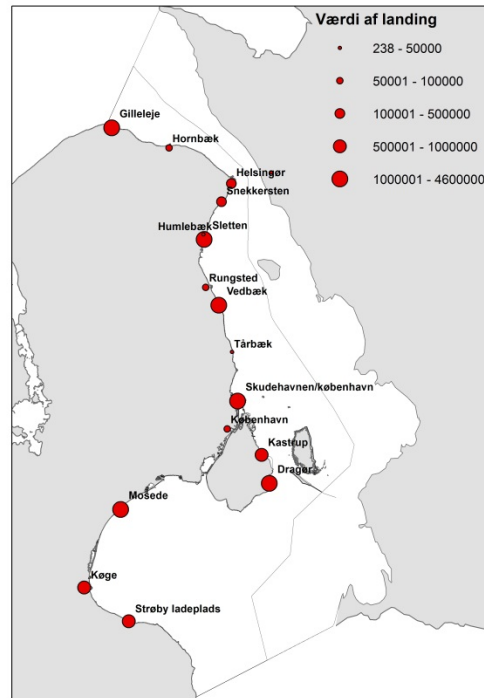 Værdi af landing
238 - 50000
50001 - 100000
100001 - 500000
500001 - 1000000
1000001 - 4600000
Gilleleje
Hornbæk
Helsingør
Snekkersten
Humlebæk
Sletten
Rungsted
Vedbæk
Tårbæk
Skudehavnen/københavn
København
Kastrup
Dragør
Mosede
Køge
Strøby ladeplads